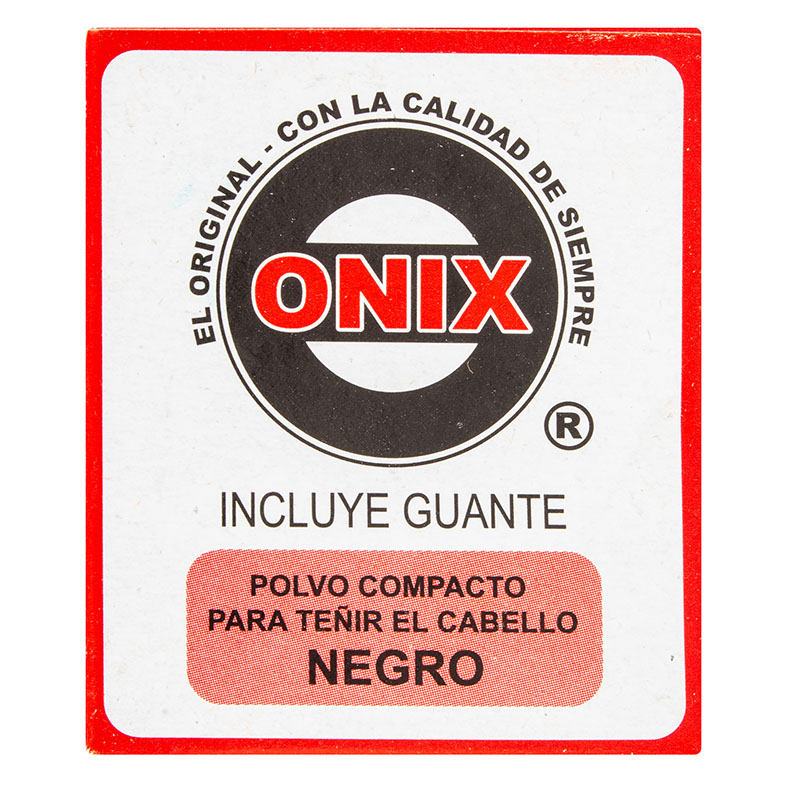 EL ORIGINAL - CON LA CALIDAD DE SIEMPRE
ONIX
®
INCLUYE GUANTE
POLVO COMPACTO
PARA TEÑIR EL CABELLO
NEGRO